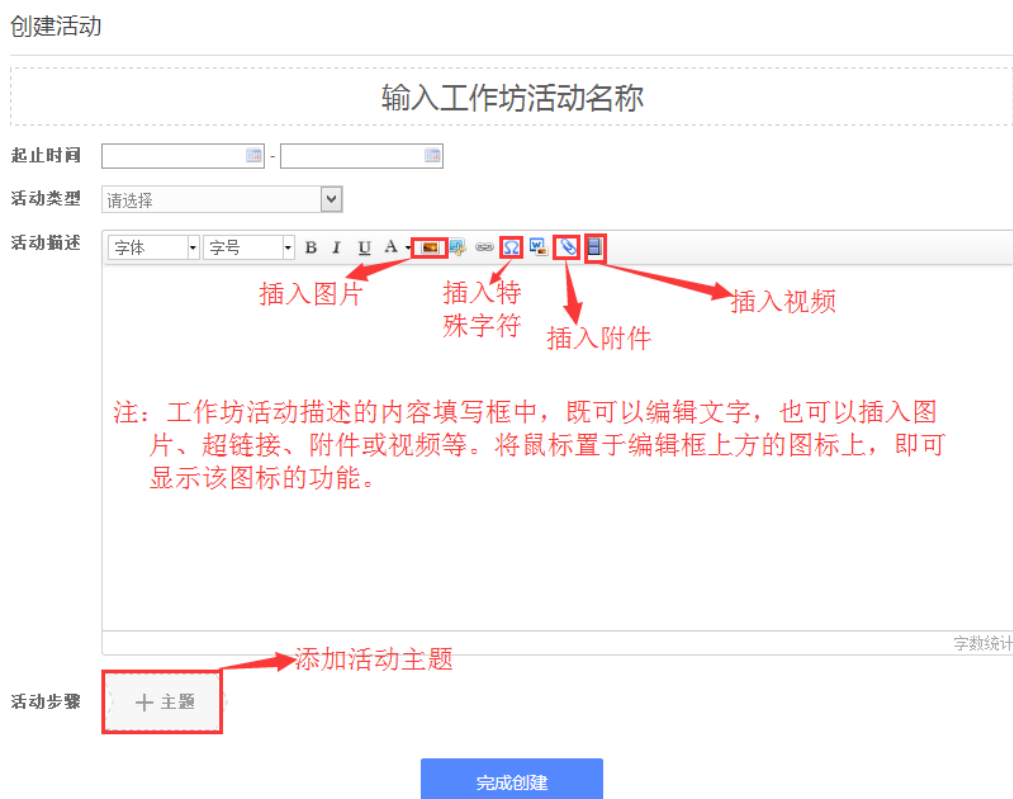 创建活动
输入工作坊活动名称
起止时间 -
活动类型 请选择
活动描述 字体 字号 B I U A
插入图片
插入特
殊字符
插入附件
插入视频
注：工作坊活动描述的内容填写框中，既可以编辑文字，也可以插入图
片、超链接、附件或视频等。将鼠标置于编辑框上方的图标上，即可
显示该图标的功能。
字数统计
添加活动主题
活动步骤 + 主题
完成创建